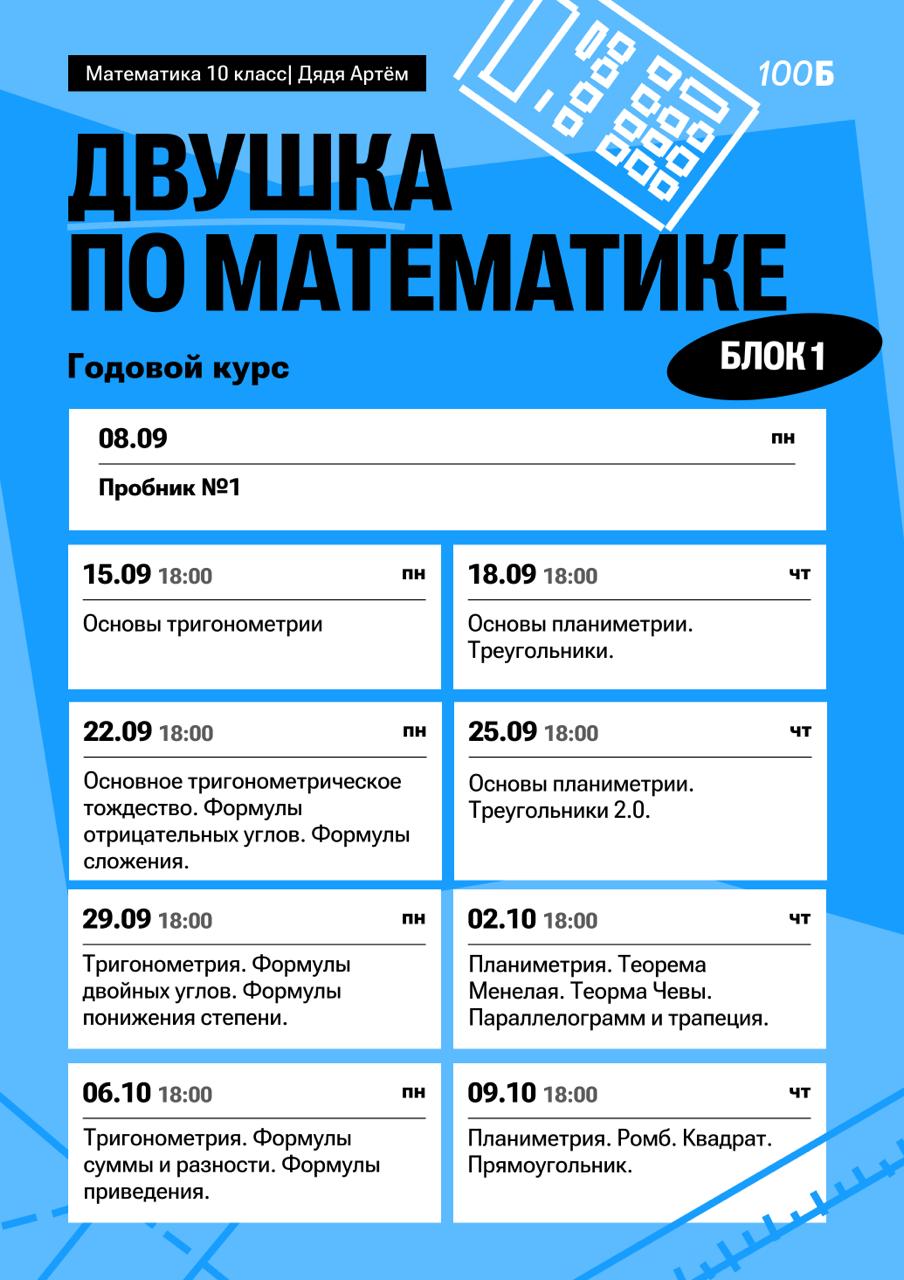 Математика 10 класс| Дядя Артём
100Б
ДВУШКА
ПО МАТЕМАТИКЕ
Годовой курс
БЛОК 1
08.09 пн
Пробник №1
15.09 18:00 пн
Основы тригонометрии
18.09 18:00 чт
Основы планиметрии.
Треугольники.
22.09 18:00 пн
Основное тригонометрическое
тождество. Формулы
отрицательных углов. Формулы
сложения.
25.09 18:00 чт
Основы планиметрии.
Треугольники 2.0.
29.09 18:00 пн
Тригонометрия. Формулы
двойных углов. Формулы
понижения степени.
02.10 18:00 чт
Планиметрия. Теорема
Менелая. Теорма Чевы.
Параллелограмм и трапеция.
06.10 18:00 пн
Тригонометрия. Формулы
суммы и разности. Формулы
приведения.
09.10 18:00 чт
Планиметрия. Ромб. Квадрат.
Прямоугольник.